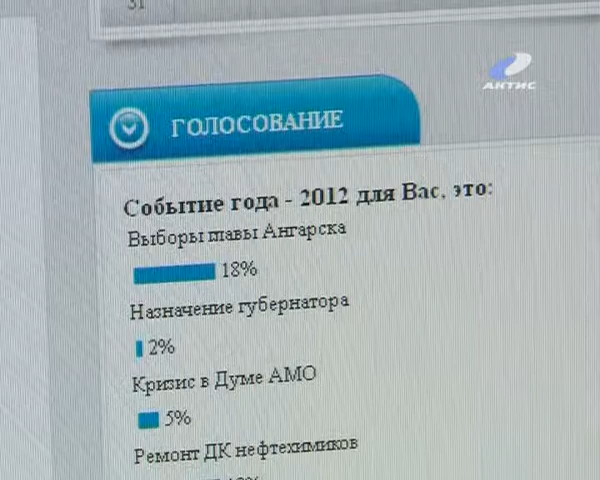 31
АКТИС
ГОЛОСОВАНИЕ
Событие года - 2012 для Вас, это:
Выборы главы Ангарска
18%
Назначение губернатора
2%
Кризис в Думе АМО
5%
Ремонт ДК нефтехимиков